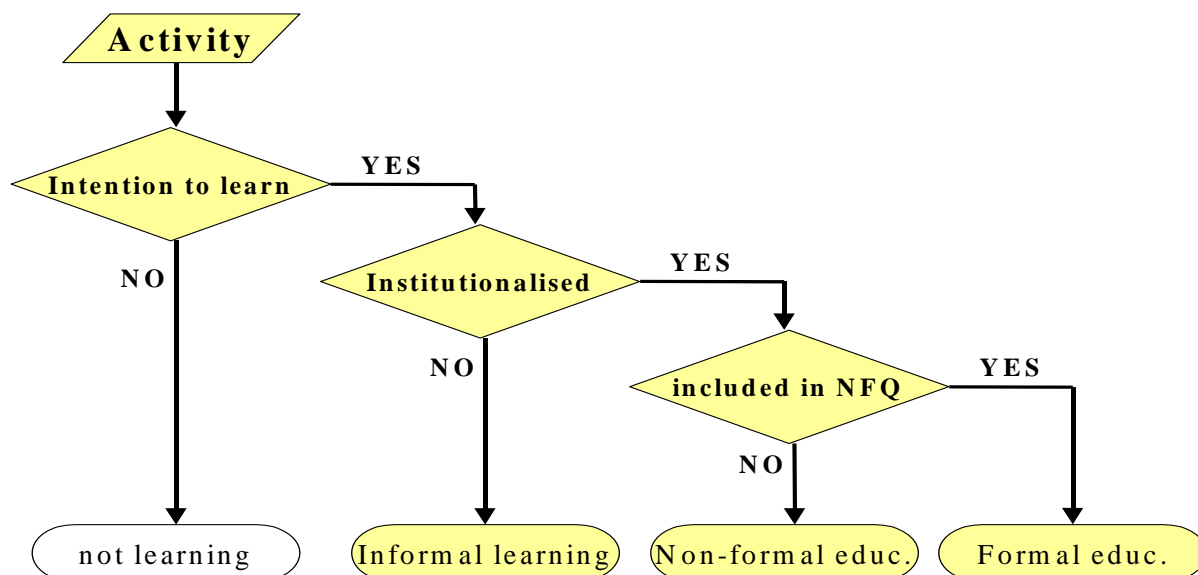 Activity
Intention to learn
YES
NO
Institutionalised
YES
NO
included in NFQ
YES
NO
not learning
Informal learning
Non-formal educ.
Formal educ.